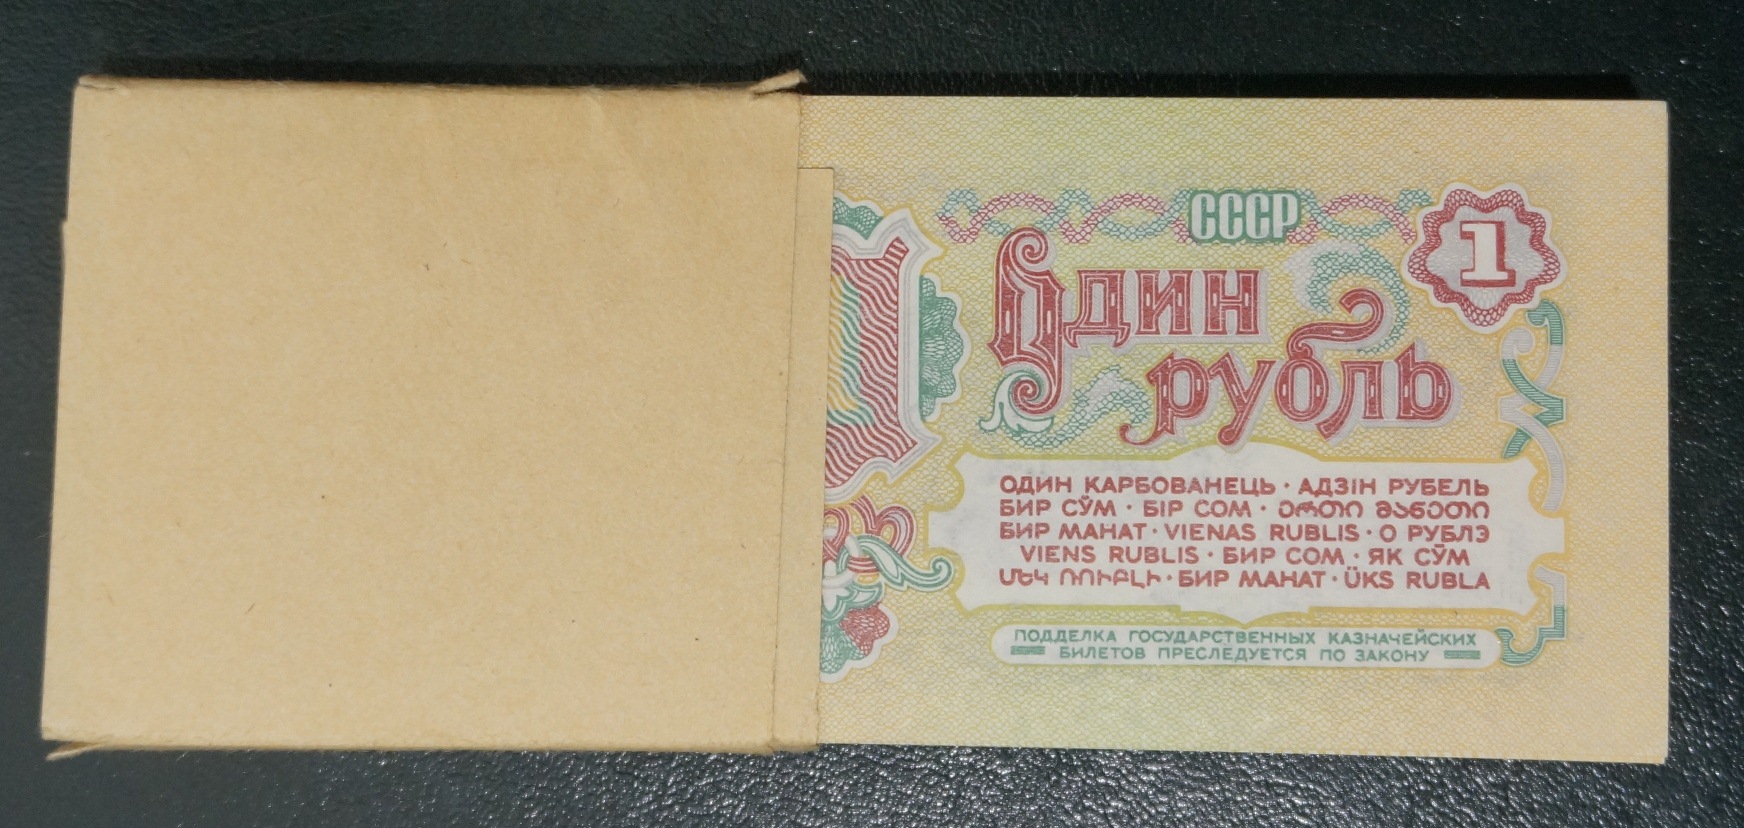 СССР
1
Один
рубль
ОДИН КАРБОВАНЕЦЬ · АДЗІН РУБЕЛЬ
БИР СЎМ · БІР СОМ · ᲔᲠᲗᲘ ᲛᲐᲜᲔᲗᲘ
БИР МАНАТ · VIENAS RUBLIS · О РУБЛЭ
VIENS RUBLIS · БИР СОМ · ЯК СӮМ
ՄԵԿ ՌՈՒԲԼԻ · БИР МАНАТ · ÜKS RUBLA
ПОДДЕЛКА ГОСУДАРСТВЕННЫХ КАЗНАЧЕЙСКИХ
БИЛЕТОВ ПРЕСЛЕДУЕТСЯ ПО ЗАКОНУ